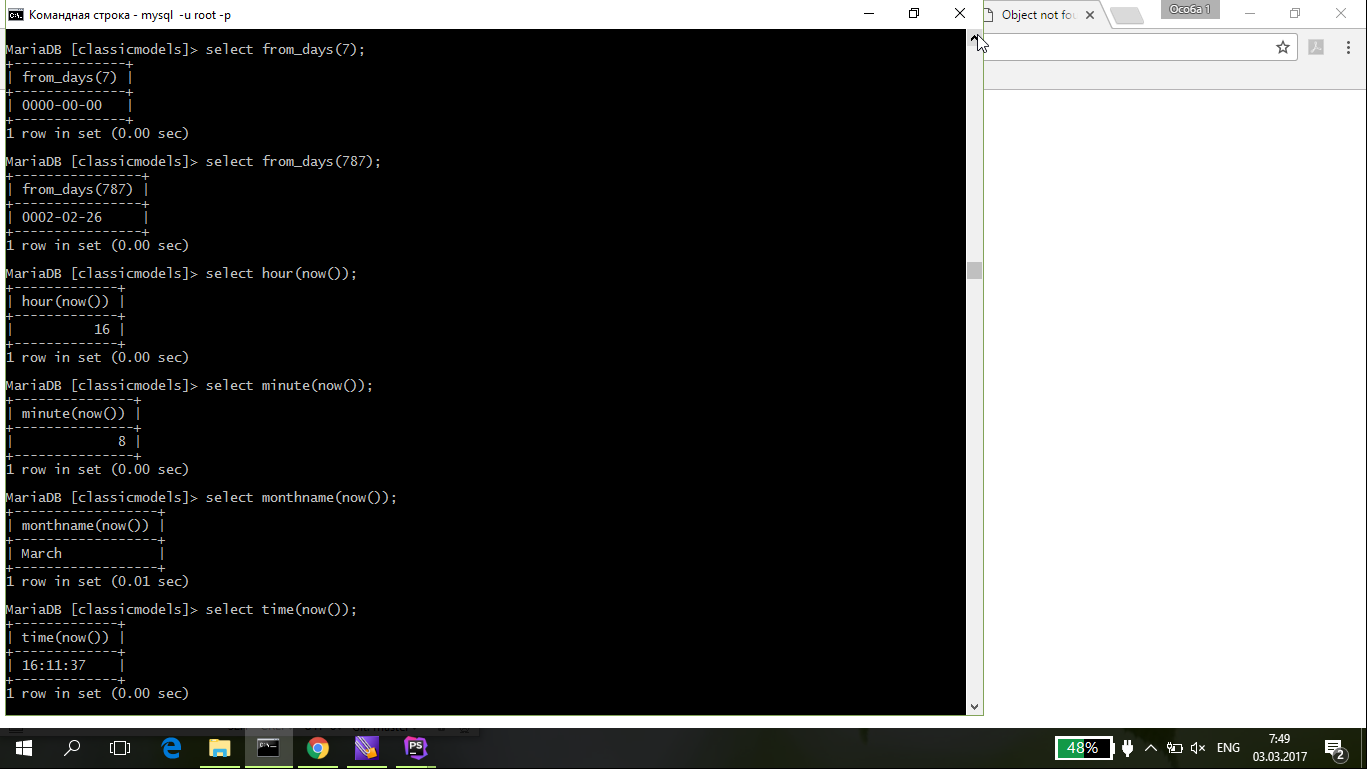 Командная строка - mysql  -u root -p
Object not fou
Особа 1
MariaDB [classicmodels]> select from_days(7);
+--------------+
| from_days(7) |
+--------------+
| 0000-00-00   |
+--------------+
1 row in set (0.00 sec)
MariaDB [classicmodels]> select from_days(787);
+----------------+
| from_days(787) |
+----------------+
| 0002-02-26     |
+----------------+
1 row in set (0.00 sec)
MariaDB [classicmodels]> select hour(now());
+-------------+
| hour(now()) |
+-------------+
|          16 |
+-------------+
1 row in set (0.00 sec)
MariaDB [classicmodels]> select minute(now());
+---------------+
| minute(now()) |
+---------------+
|             8 |
+---------------+
1 row in set (0.00 sec)
MariaDB [classicmodels]> select monthname(now());
+------------------+
| monthname(now()) |
+------------------+
| March            |
+------------------+
1 row in set (0.01 sec)
MariaDB [classicmodels]> select time(now());
+-------------+
| time(now()) |
+-------------+
| 16:11:37    |
+-------------+
1 row in set (0.00 sec)
PS
48%
ENG
7:49
03.03.2017
2